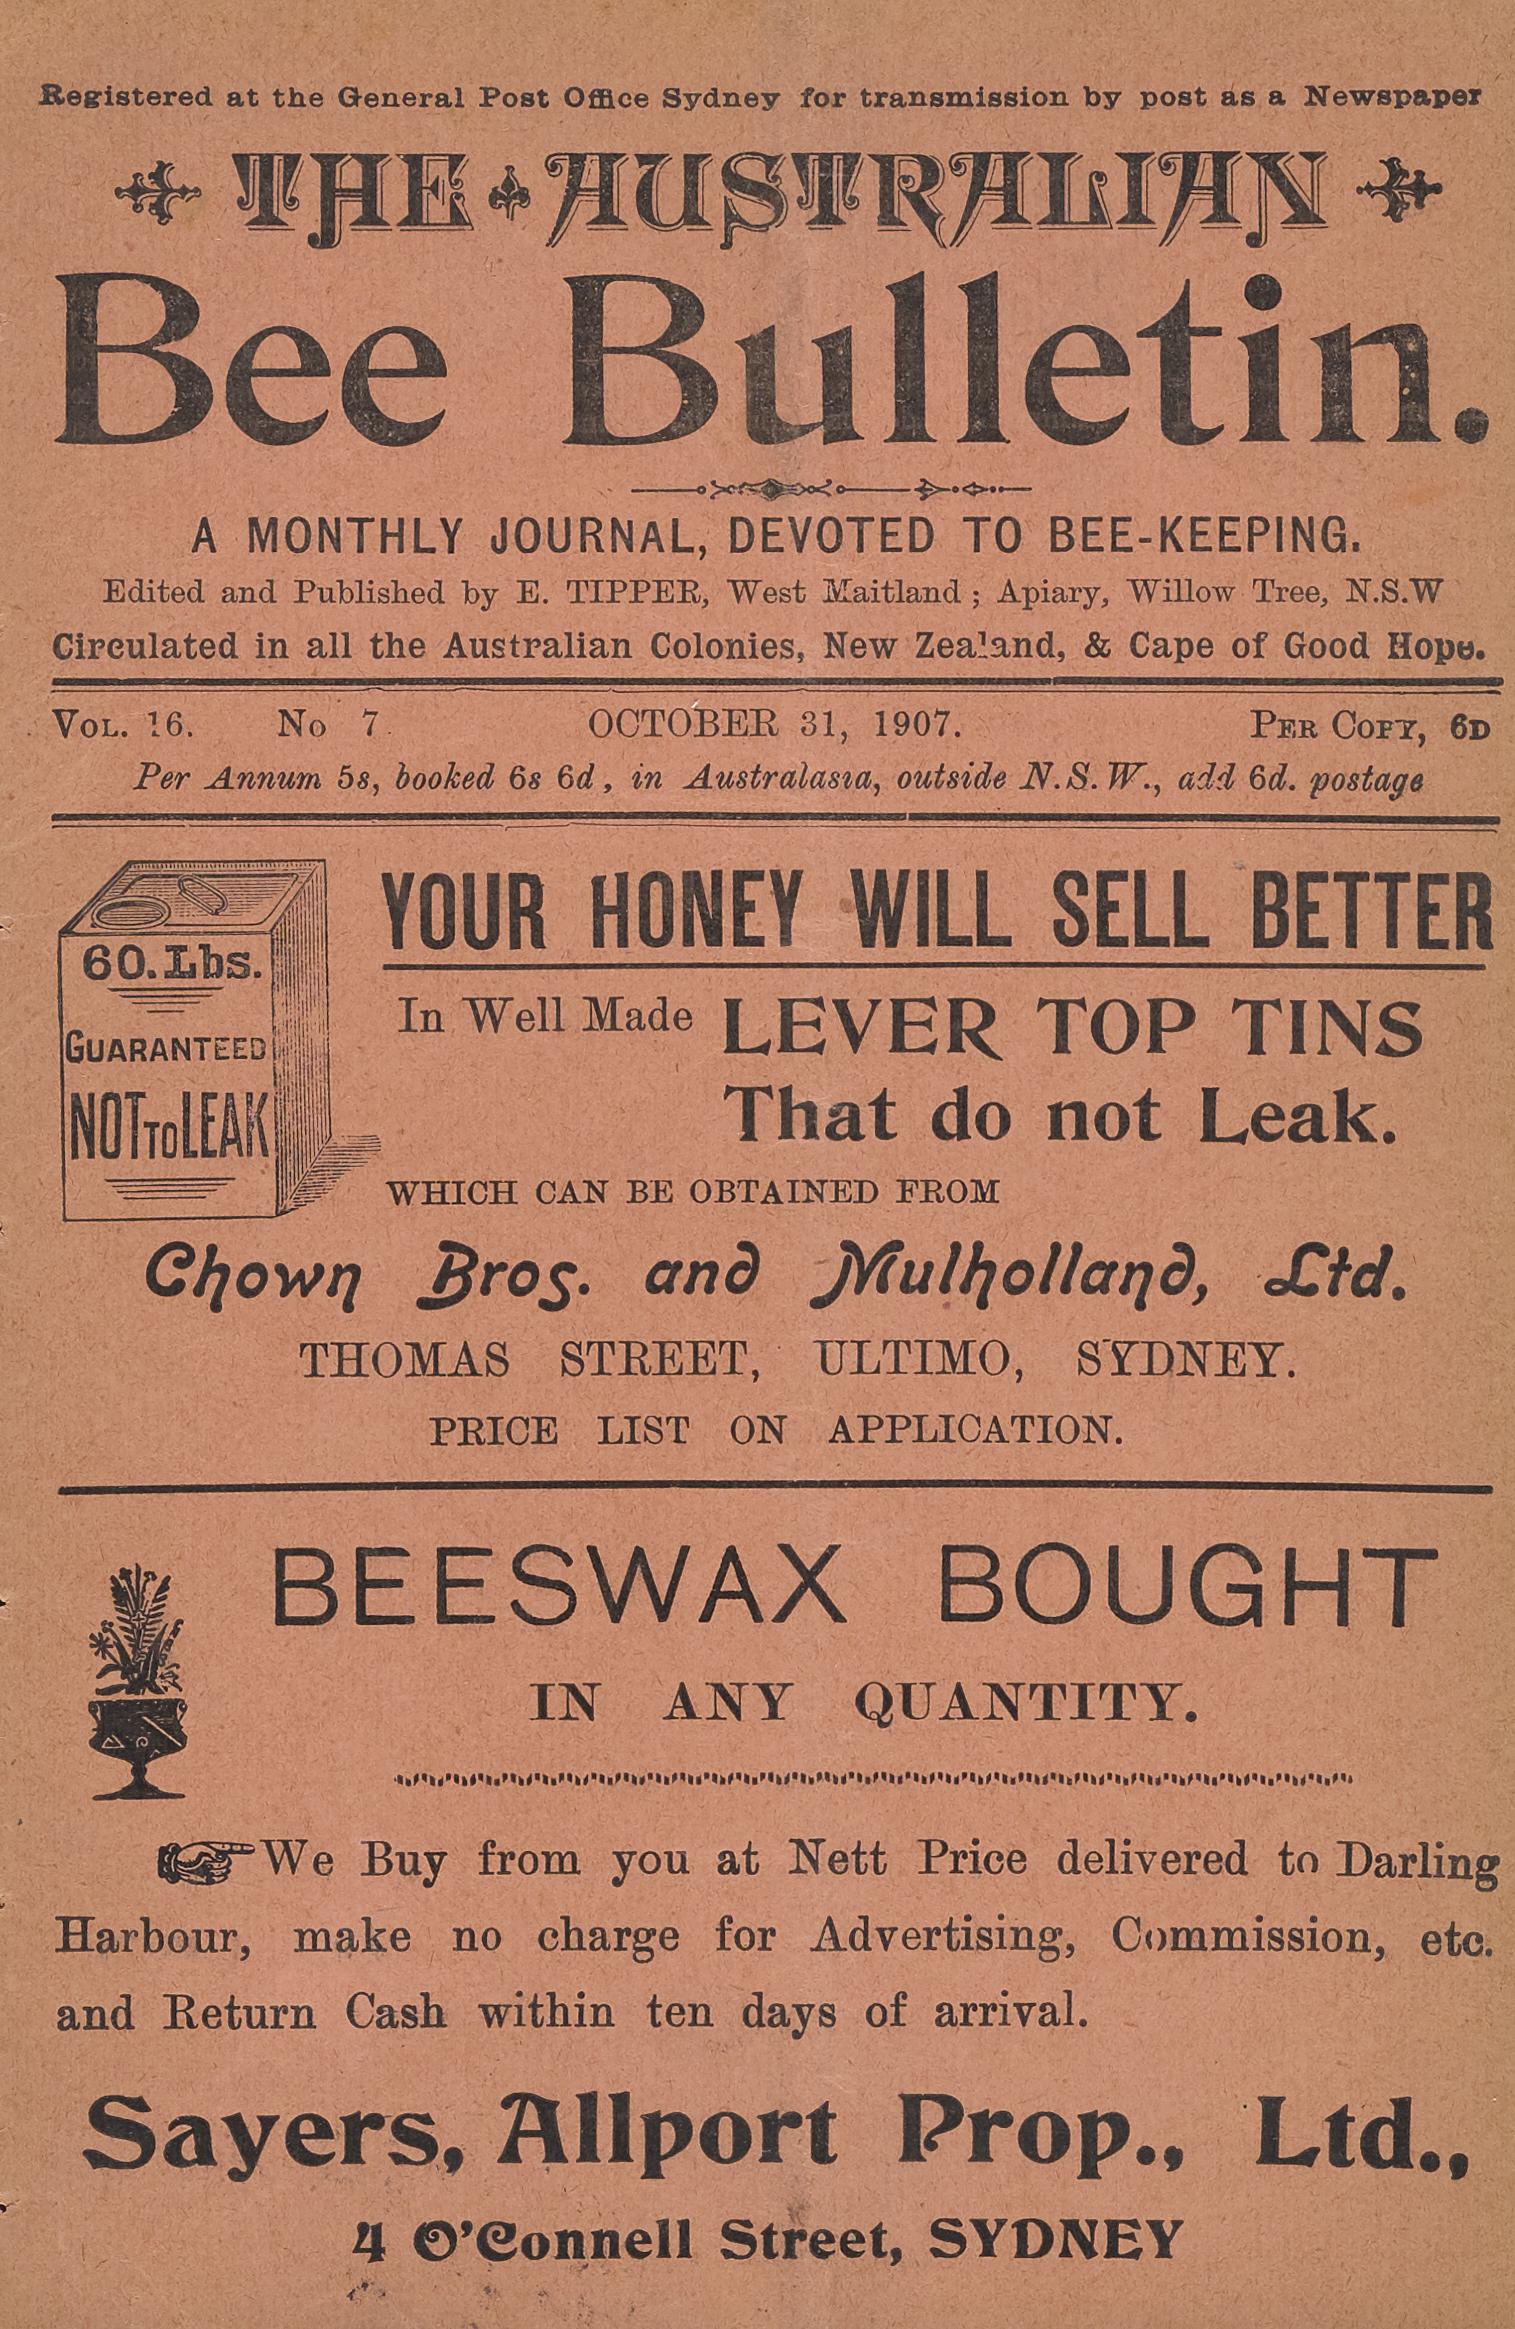 Registered at the General Post Office Sydney for transmission by post as a Newspaper
THE AUSTRALIAN
Bee Bulletin.
A MONTHLY JOURNAL, DEVOTED TO BEE-KEEPING.
Edited and Published by E. TIPPER, West Maitland ; Apiary, Willow Tree, N.S.W
Circulated in all the Australian Colonies, New Zealand, & Cape of Good Hope.
VOL. 16. No 7. OCTOBER 31, 1907. PER COPY, 6D
Per Annum 5s, booked 6s 6d, in Australasia, outside N.S.W., add 6d. postage
60. Lbs.
GUARANTEED
NOT TO LEAK
YOUR HONEY WILL SELL BETTER
In Well Made LEVER TOP TINS
That do not Leak.
WHICH CAN BE OBTAINED FROM
Chown Bros. and Mulholland, Ltd.
THOMAS STREET, ULTIMO, SYDNEY.
PRICE LIST ON APPLICATION.
BEESWAX BOUGHT
IN ANY QUANTITY.
We Buy from you at Nett Price delivered to Darling
Harbour, make no charge for Advertising, Commission, etc.
and Return Cash within ten days of arrival.
Sayers, Allport Prop., Ltd.,
4 O'Connell Street, SYDNEY